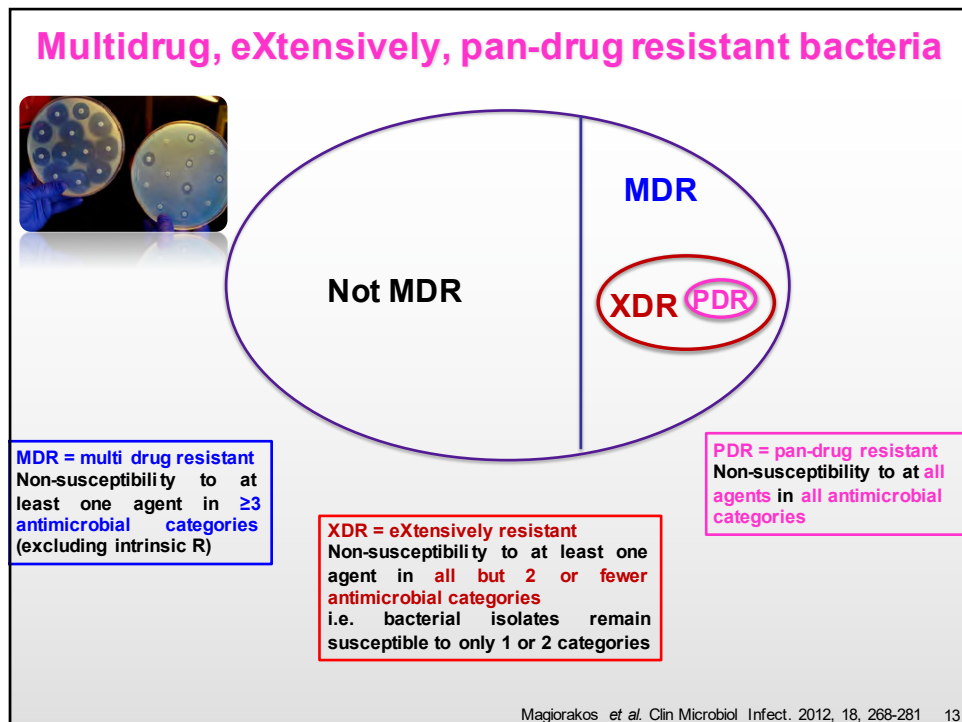 Multidrug, eXtensively, pan-drug resistant bacteria
MDR
Not MDR
XDR
PDR
MDR = multi drug resistant
Non-susceptibility to at
least one agent in ≥3
antimicrobial categories
(excluding intrinsic R)
XDR = eXtensively resistant
Non-susceptibility to at least one
agent in all but 2 or fewer
antimicrobial categories
i.e. bacterial isolates remain
susceptible to only 1 or 2 categories
PDR = pan-drug resistant
Non-susceptibility to at all
agents in all antimicrobial
categories
Magiorakos et al. Clin Microbiol Infect. 2012, 18, 268-281 13